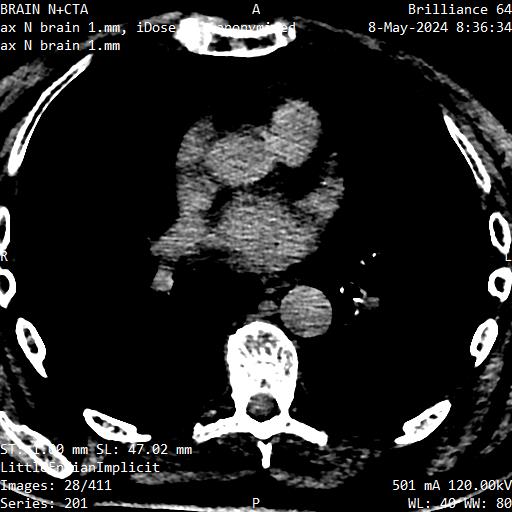 BRAIN N+CTA
A
Brilliance 64
ax N brain 1.mm, iDose
8-May-2024 8:36:34
ax N brain 1.mm
R
L
ST: 1.00 mm SL: 47.02 mm
LittleEndianImplicit
Images: 28/411
501 mA 120.00kV
Series: 201
P
WL: 40 WW: 80